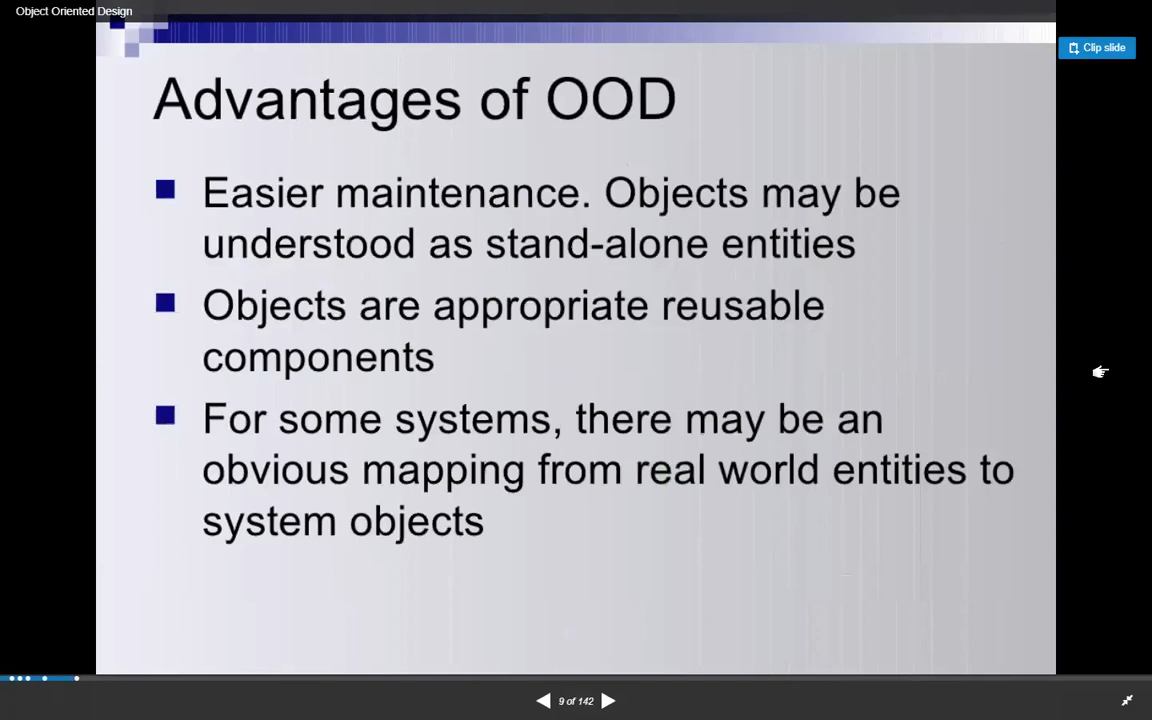 Object Oriented Design
Clip slide
Advantages of OOD
Easier maintenance. Objects may be
understood as stand-alone entities
Objects are appropriate reusable
components
For some systems, there may be an
obvious mapping from real world entities to
system objects
9 of 142